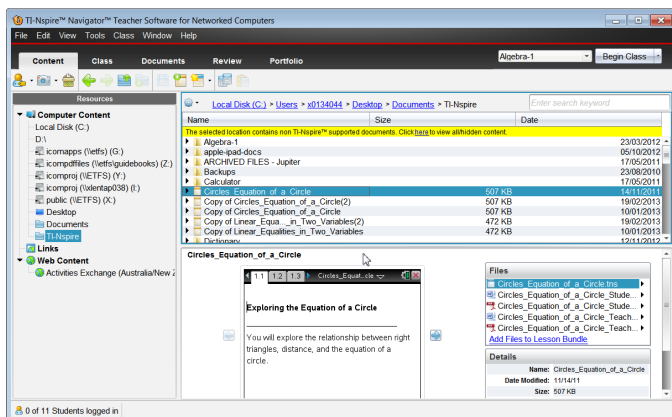 TI-Nspire™ Navigator™ Teacher Software for Networked Computers
File Edit View Tools Class Window Help
Content Class Documents Review Portfolio
Algebra-1 Begin Class
Resources
Computer Content
Local Disk (C:)
D:\
icornapps (\\etfs) (G:)
icompdffiles (\\etfs\guidebooks) (Z:)
icornproj (\\ETFS) (Y:)
icornproj (\\xlentap038) (I:)
public (\\ETFS) (X:)
Desktop
Documents
TI-Nspire
Links
Web Content
Activities Exchange (Australia/New Z
Local Disk (C:) > Users > x0134044 > Desktop > Documents > TI-Nspire
Enter search keyword
Name Size Date
The selected location contains non TI-Nspire™ supported documents. Click here to view all/hidden content.
Algebra-1 23/03/2012
apple-ipad-docs 05/10/2012
ARCHIVED FILES - Jupiter 17/05/2011
Backups 23/08/2010
Calculator 17/05/2011
Circles_Equation_of_a_Circle 507 KB 14/11/2011
Copy of Circles_Equation_of_a_Circle(2) 507 KB 19/02/2013
Copy of Circles_Equation_of_a_Circle 507 KB 10/01/2013
Copy of Linear_Equa..._in_Two_Variables(2) 472 KB 19/02/2013
Copy of Linear_Equalities_in_Two_Variables 472 KB 10/01/2013
Dictionary 12/11/2012
Circles_Equation_of_a_Circle
1.1 1.2 1.3 Circles_Equat...cle
Exploring the Equation of a Circle
You will explore the relationship between right
triangles, distance, and the equation of a
circle.
Files
Circles_Equation_of_a_Circle.tns
Circles_Equation_of_a_Circle_Stude...
Circles_Equation_of_a_Circle_Stude...
Circles_Equation_of_a_Circle_Teach...
Circles_Equation_of_a_Circle_Teach...
Add Files to Lesson Bundle
Details
Name: Circles_Equation_of_a_Circle
Date Modified: 11/14/11
Size: 507 KB
0 of 11 Students logged in